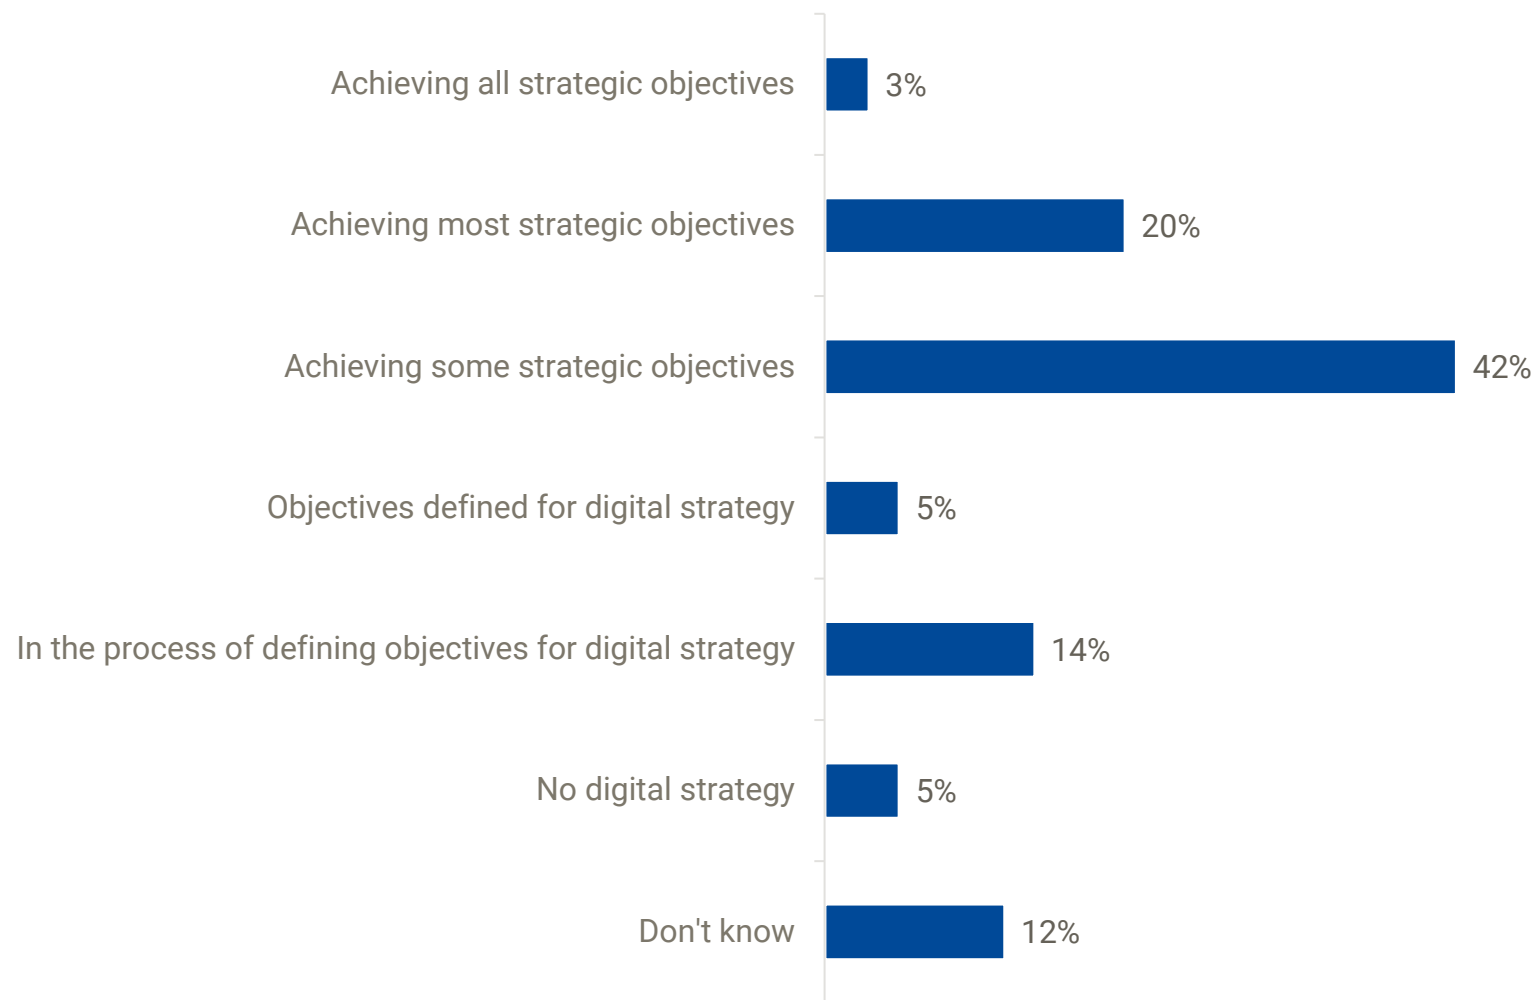 Achieving all strategic objectives 3%
Achieving most strategic objectives 20%
Achieving some strategic objectives 42%
Objectives defined for digital strategy 5%
In the process of defining objectives for digital strategy 14%
No digital strategy 5%
Don't know 12%